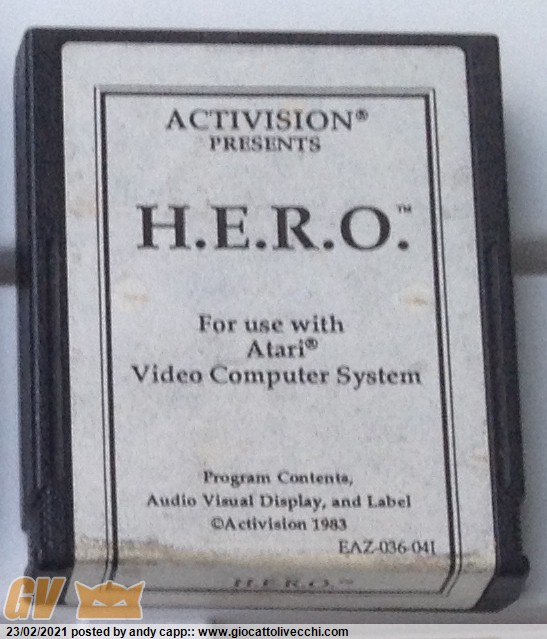 ACTIVISION®
PRESENTS
H.E.R.O.™
For use with
Atari®
Video Computer System
Program Contents,
Audio Visual Display, and Label
©Activision 1983
EAZ-036-04I
H.E.R.O.™
GV
23/02/2021 posted by andy capp:: www.giocattolivecchi.com